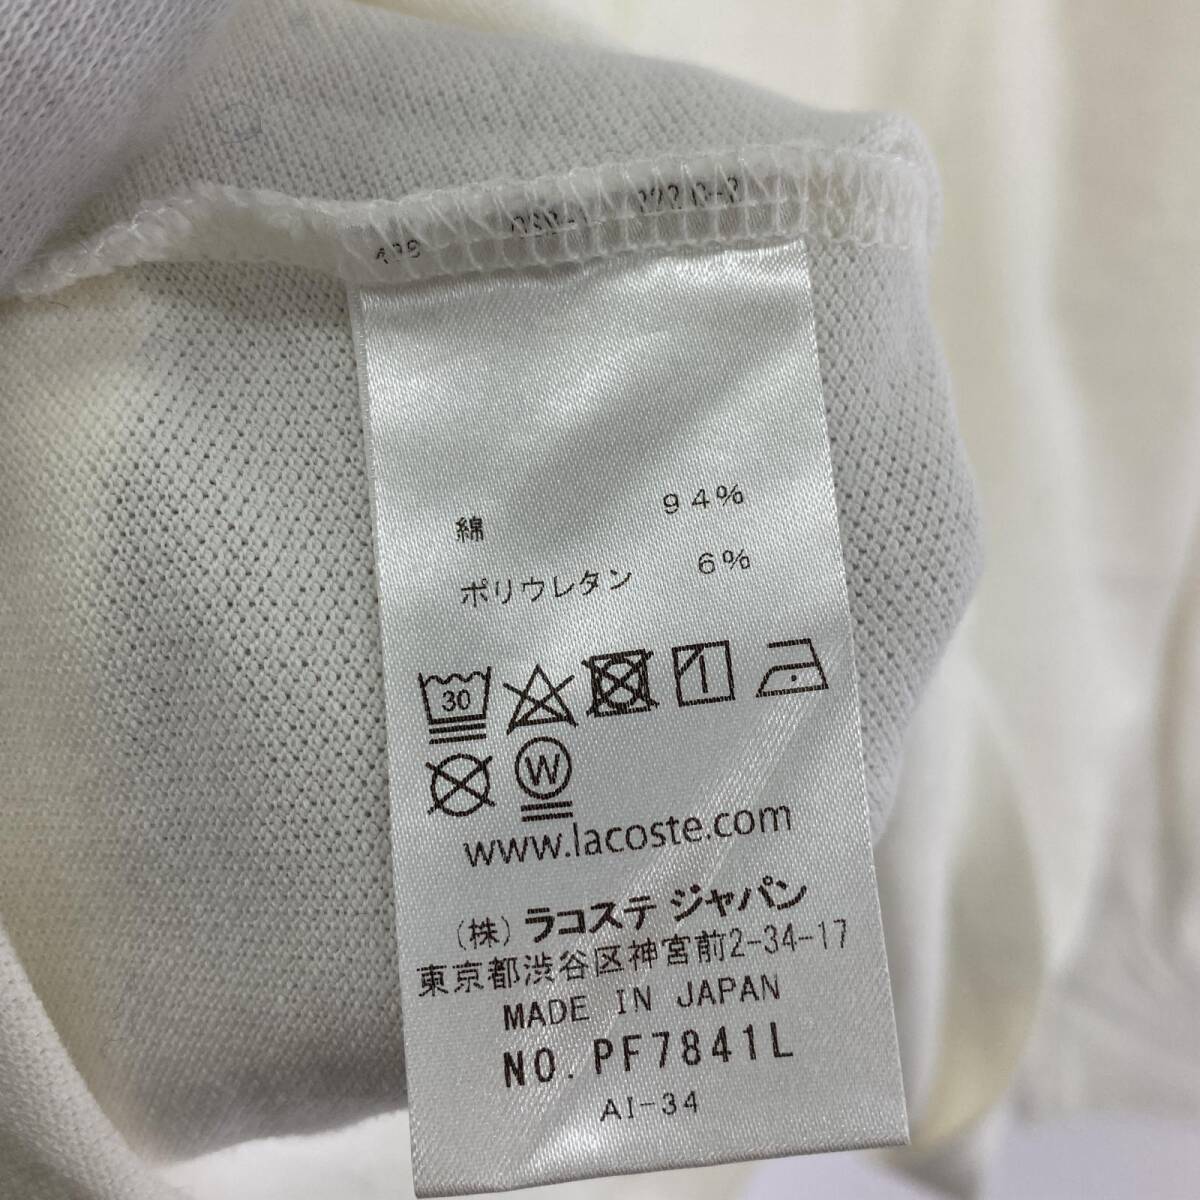 綿 94%
ポリウレタン 6%
30
W
www.lacoste.com
(株) ラコステ ジャパン
東京都渋谷区神宮前2-34-17
MADE IN JAPAN
NO. PF7841L
AI-34